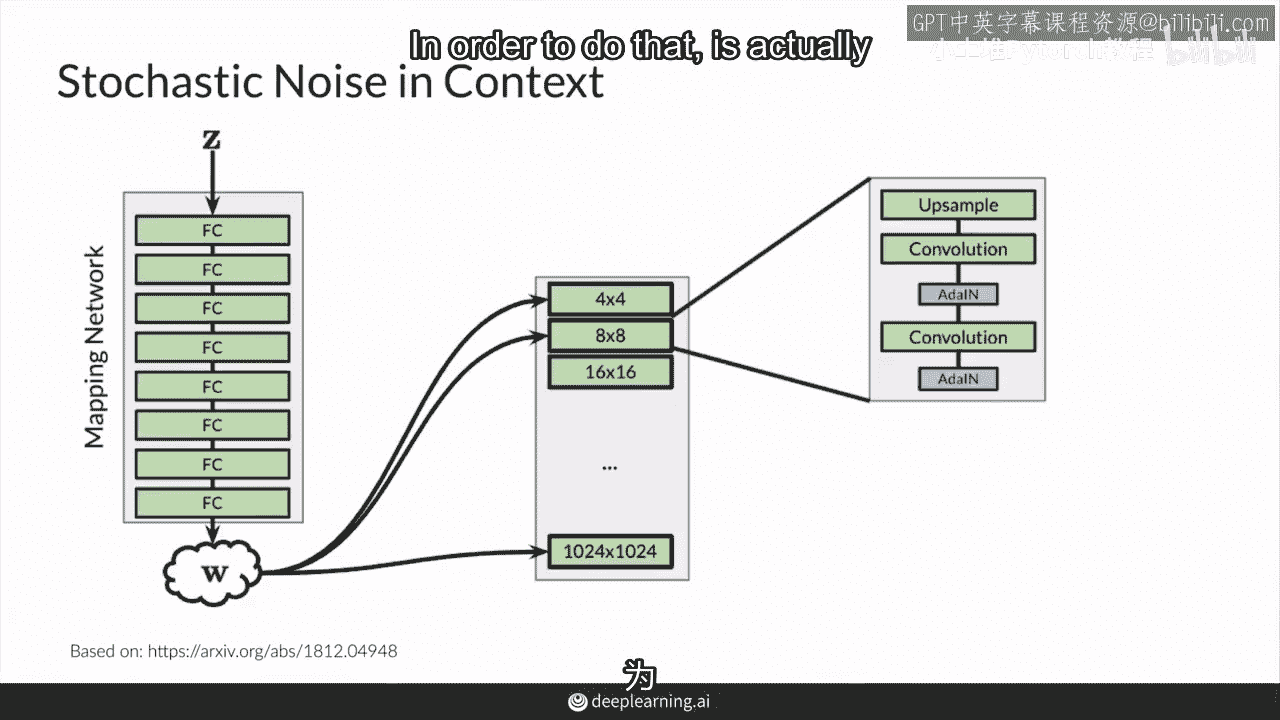 GPT中英字幕课程资源@bilibili.com
In order to do that, is actually
bilibili
Stochastic Noise in Context
z
Mapping Network
FC
FC
FC
FC
FC
FC
FC
FC
w
4x4
8x8
16x16
...
1024x1024
Upsample
Convolution
AdaIN
Convolution
AdaIN
Based on: https://arxiv.org/abs/1812.04948
为
deeplearning.ai